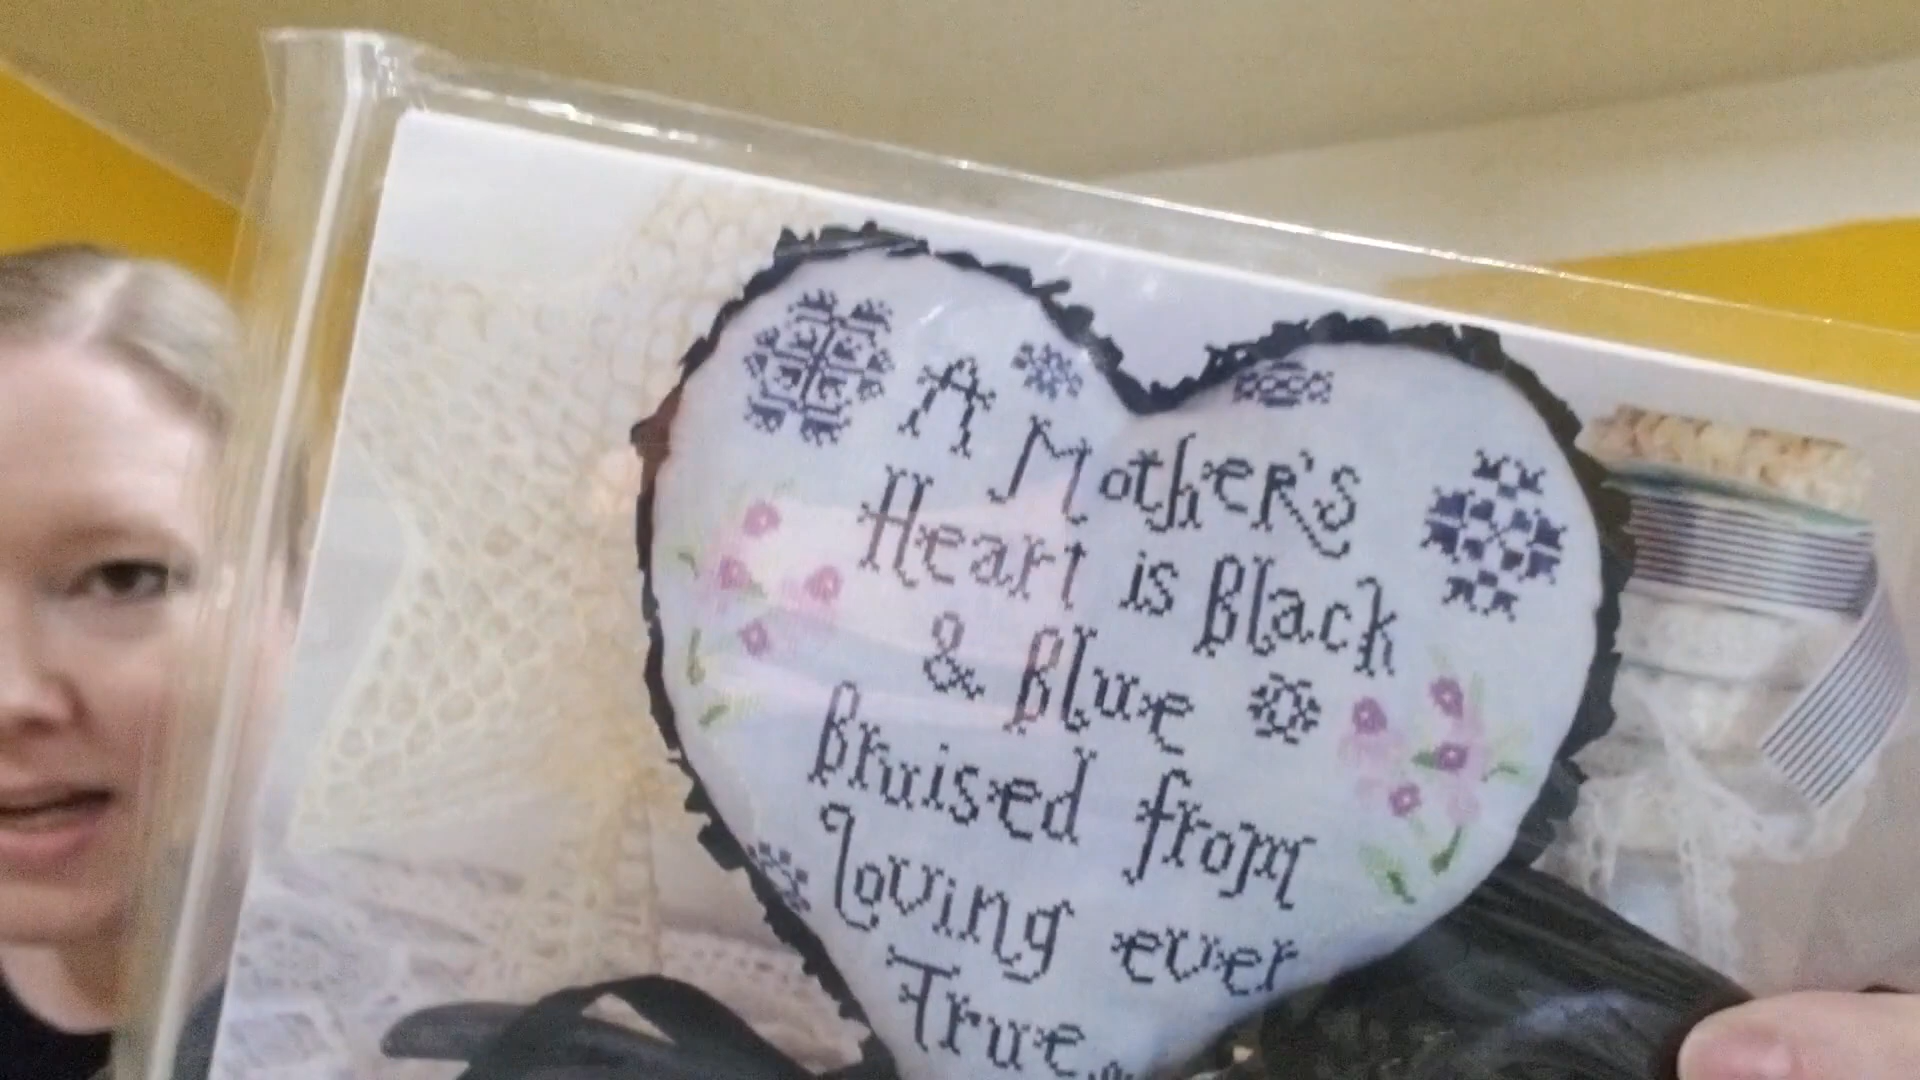 A
Mother's
Heart is Black
& Blue
Bruised from
Loving ever
True.